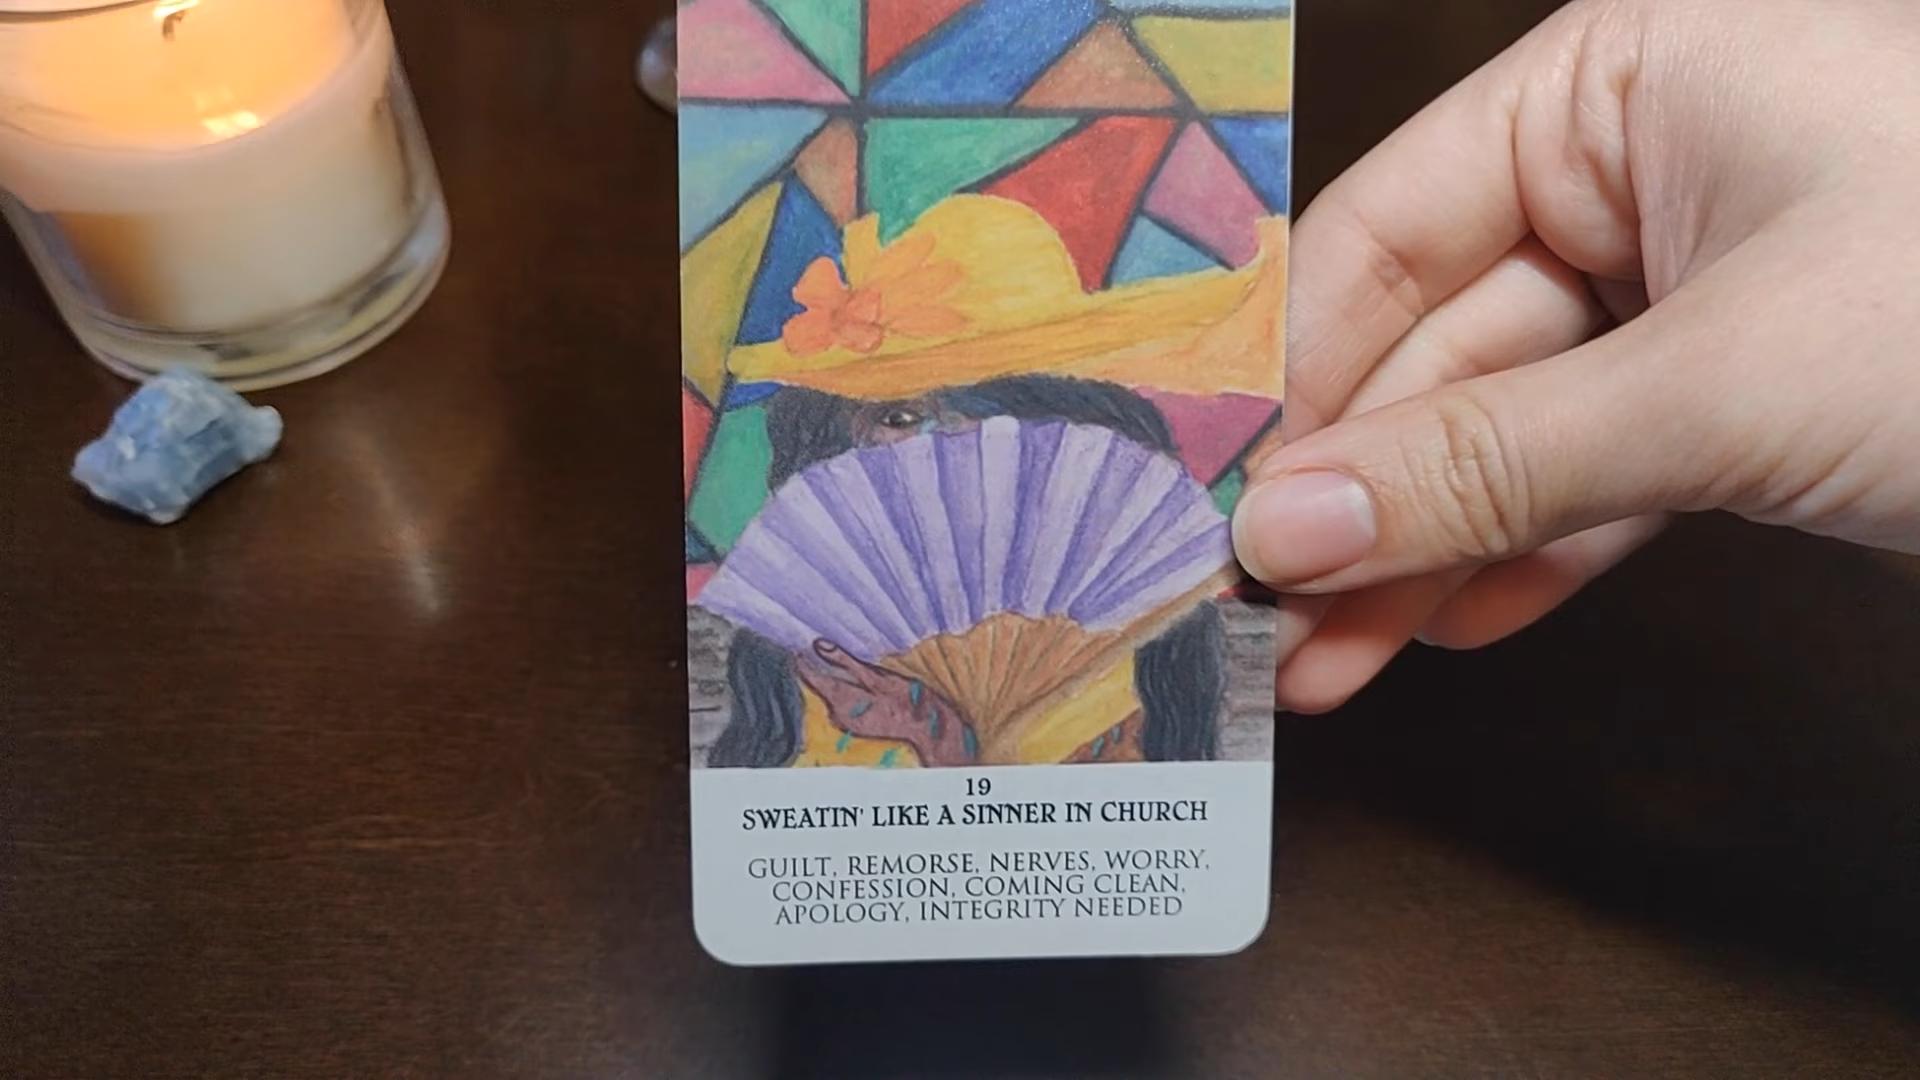 19
SWEATIN' LIKE A SINNER IN CHURCH
GUILT, REMORSE, NERVES, WORRY,
CONFESSION, COMING CLEAN,
APOLOGY, INTEGRITY NEEDED